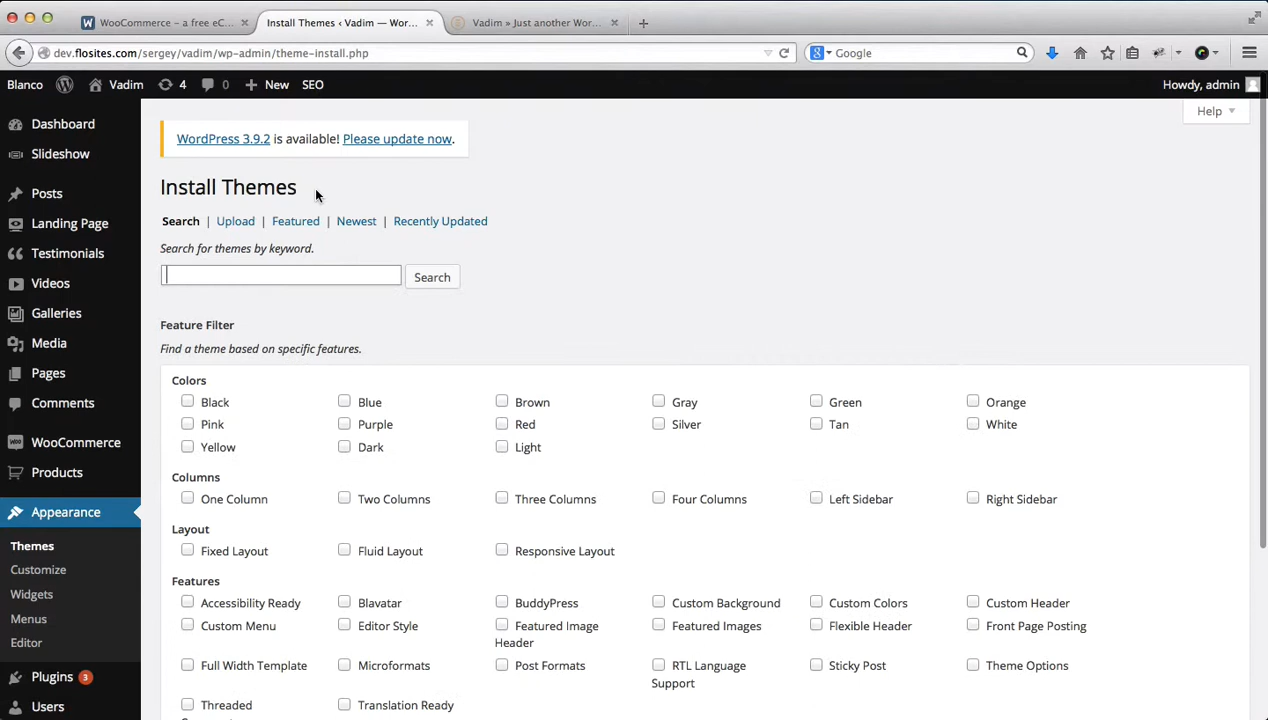 WooCommerce – a free eC...
Install Themes ‹ Vadim — Wor...
Vadim » Just another Wor...
dev.flosites.com/sergey/vadim/wp-admin/theme-install.php
Google
Blanco
Vadim
4
0
New
SEO
Howdy, admin
Help
Dashboard
Slideshow
Posts
Landing Page
Testimonials
Videos
Galleries
Media
Pages
Comments
WooCommerce
Products
Appearance
Themes
Customize
Widgets
Menus
Editor
Plugins 3
Users
WordPress 3.9.2 is available! Please update now.
Install Themes
Search | Upload | Featured | Newest | Recently Updated
Search for themes by keyword.
Search
Feature Filter
Find a theme based on specific features.
Colors
Black Blue Brown Gray Green Orange
Pink Purple Red Silver Tan White
Yellow Dark Light
Columns
One Column Two Columns Three Columns Four Columns Left Sidebar Right Sidebar
Layout
Fixed Layout Fluid Layout Responsive Layout
Features
Accessibility Ready Blavatar BuddyPress Custom Background Custom Colors Custom Header
Custom Menu Editor Style Featured Image Featured Images Flexible Header Front Page Posting
Header
Full Width Template Microformats Post Formats RTL Language Sticky Post Theme Options
Support
Threaded Translation Ready